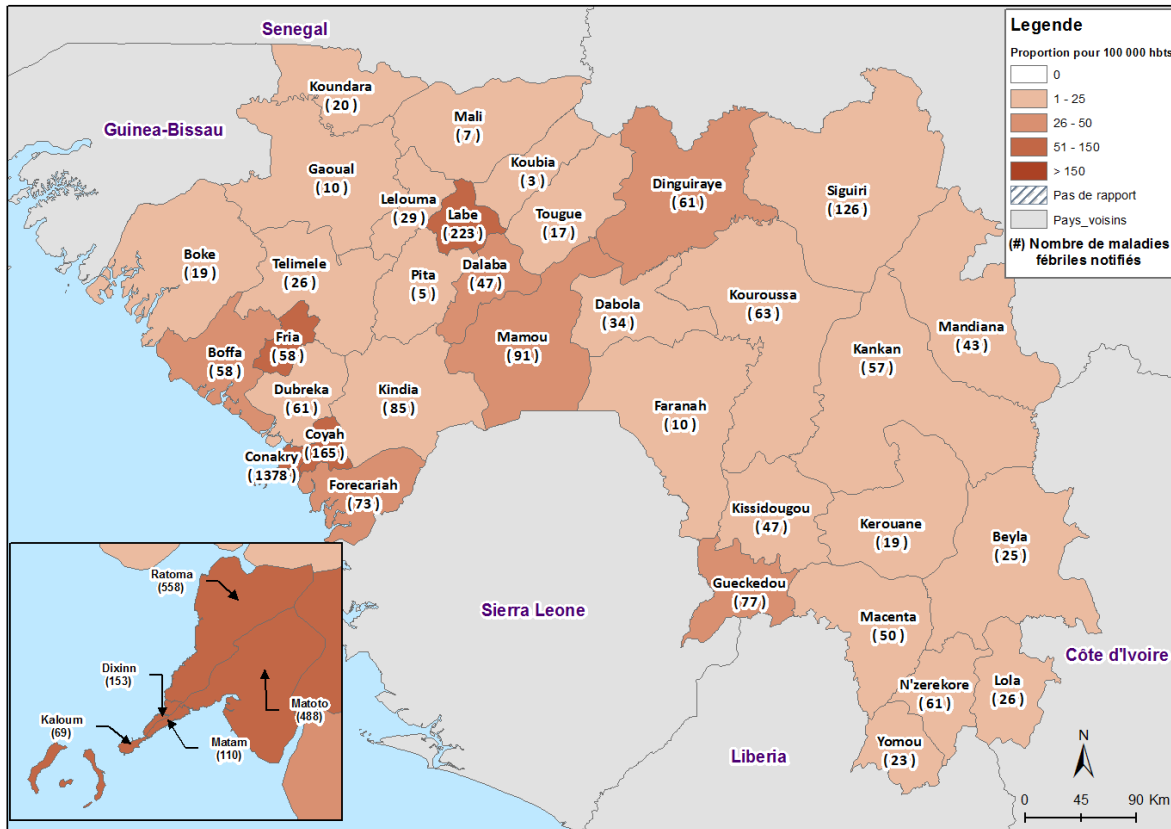 Senegal
Guinea-Bissau
Koundara
( 20 )
Mali
( 7 )
Gaoual
( 10 )
Koubia
( 3 )
Lelouma
( 29 )
Labe
( 223 )
Tougue
( 17 )
Dinguiraye
( 61 )
Siguiri
( 126 )
Boke
( 19 )
Telimele
( 26 )
Pita
( 5 )
Dalaba
( 47 )
Dabola
( 34 )
Kouroussa
( 63 )
Mandiana
( 43 )
Boffa
( 58 )
Fria
( 58 )
Mamou
( 91 )
Kankan
( 57 )
Dubreka
( 61 )
Kindia
( 85 )
Faranah
( 10 )
Coyah
( 165 )
Conakry
( 1378 )
Forecariah
( 73 )
Kissidougou
( 47 )
Kerouane
( 19 )
Beyla
( 25 )
Gueckedou
( 77 )
Macenta
( 50 )
N'zerekore
( 61 )
Lola
( 26 )
Yomou
( 23 )
Sierra Leone
Liberia
Côte d'Ivoire
Legende
Proportion pour 100 000 hbts
0
1 - 25
26 - 50
51 - 150
> 150
Pas de rapport
Pays_voisins
(#) Nombre de maladies
fébriles notifiés
Ratoma
(558)
Dixinn
(153)
Kaloum
(69)
Matam
(110)
Matoto
(488)
N
0 45 90 Km